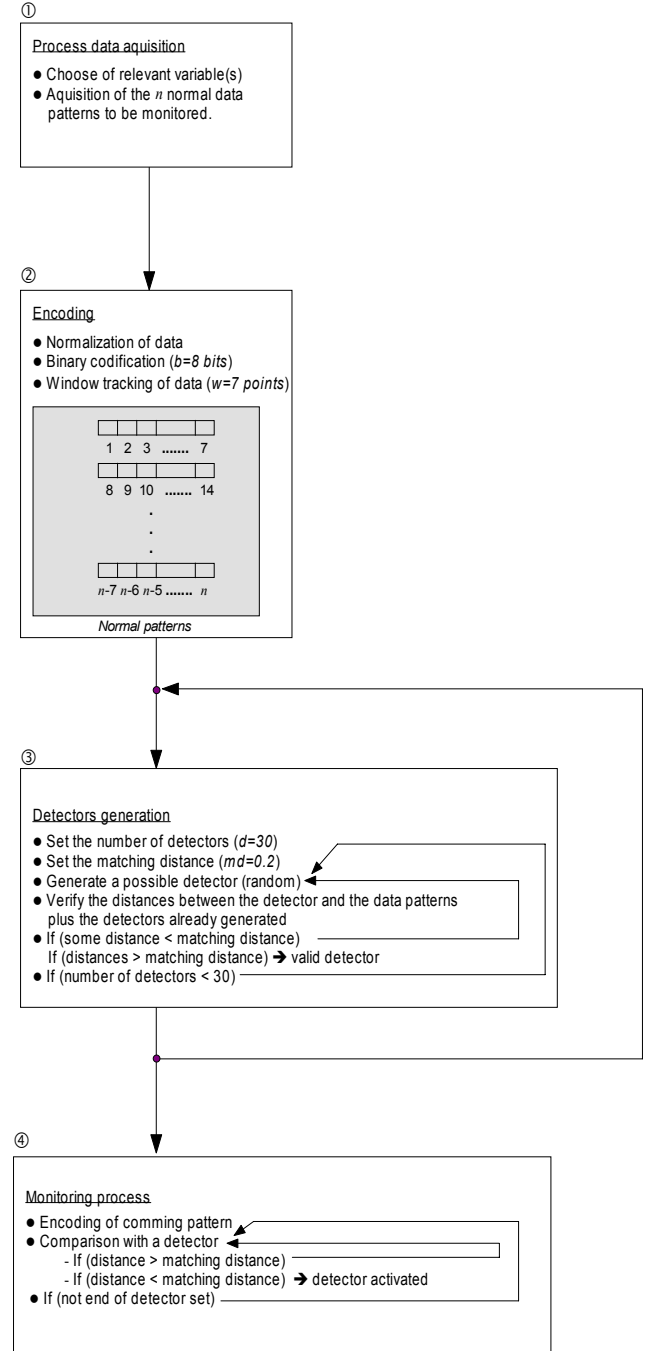 ①
Process data aquisition
● Choose of relevant variable(s)
● Aquisition of the n normal data
patterns to be monitored.
②
Encoding
● Normalization of data
● Binary codification (b=8 bits)
● Window tracking of data (w=7 points)
1 2 3 ....... 7
8 9 10 ....... 14
.
.
.
n-7 n-6 n-5 ....... n
Normal patterns
③
Detectors generation
● Set the number of detectors (d=30)
● Set the matching distance (md=0.2)
● Generate a possible detector (random)
● Verify the distances between the detector and the data patterns
plus the detectors already generated
● If (some distance < matching distance)
If (distances > matching distance) ➔ valid detector
● If (number of detectors < 30)
④
Monitoring process
● Encoding of comming pattern
● Comparison with a detector
- If (distance > matching distance)
- If (distance < matching distance) ➔ detector activated
● If (not end of detector set)